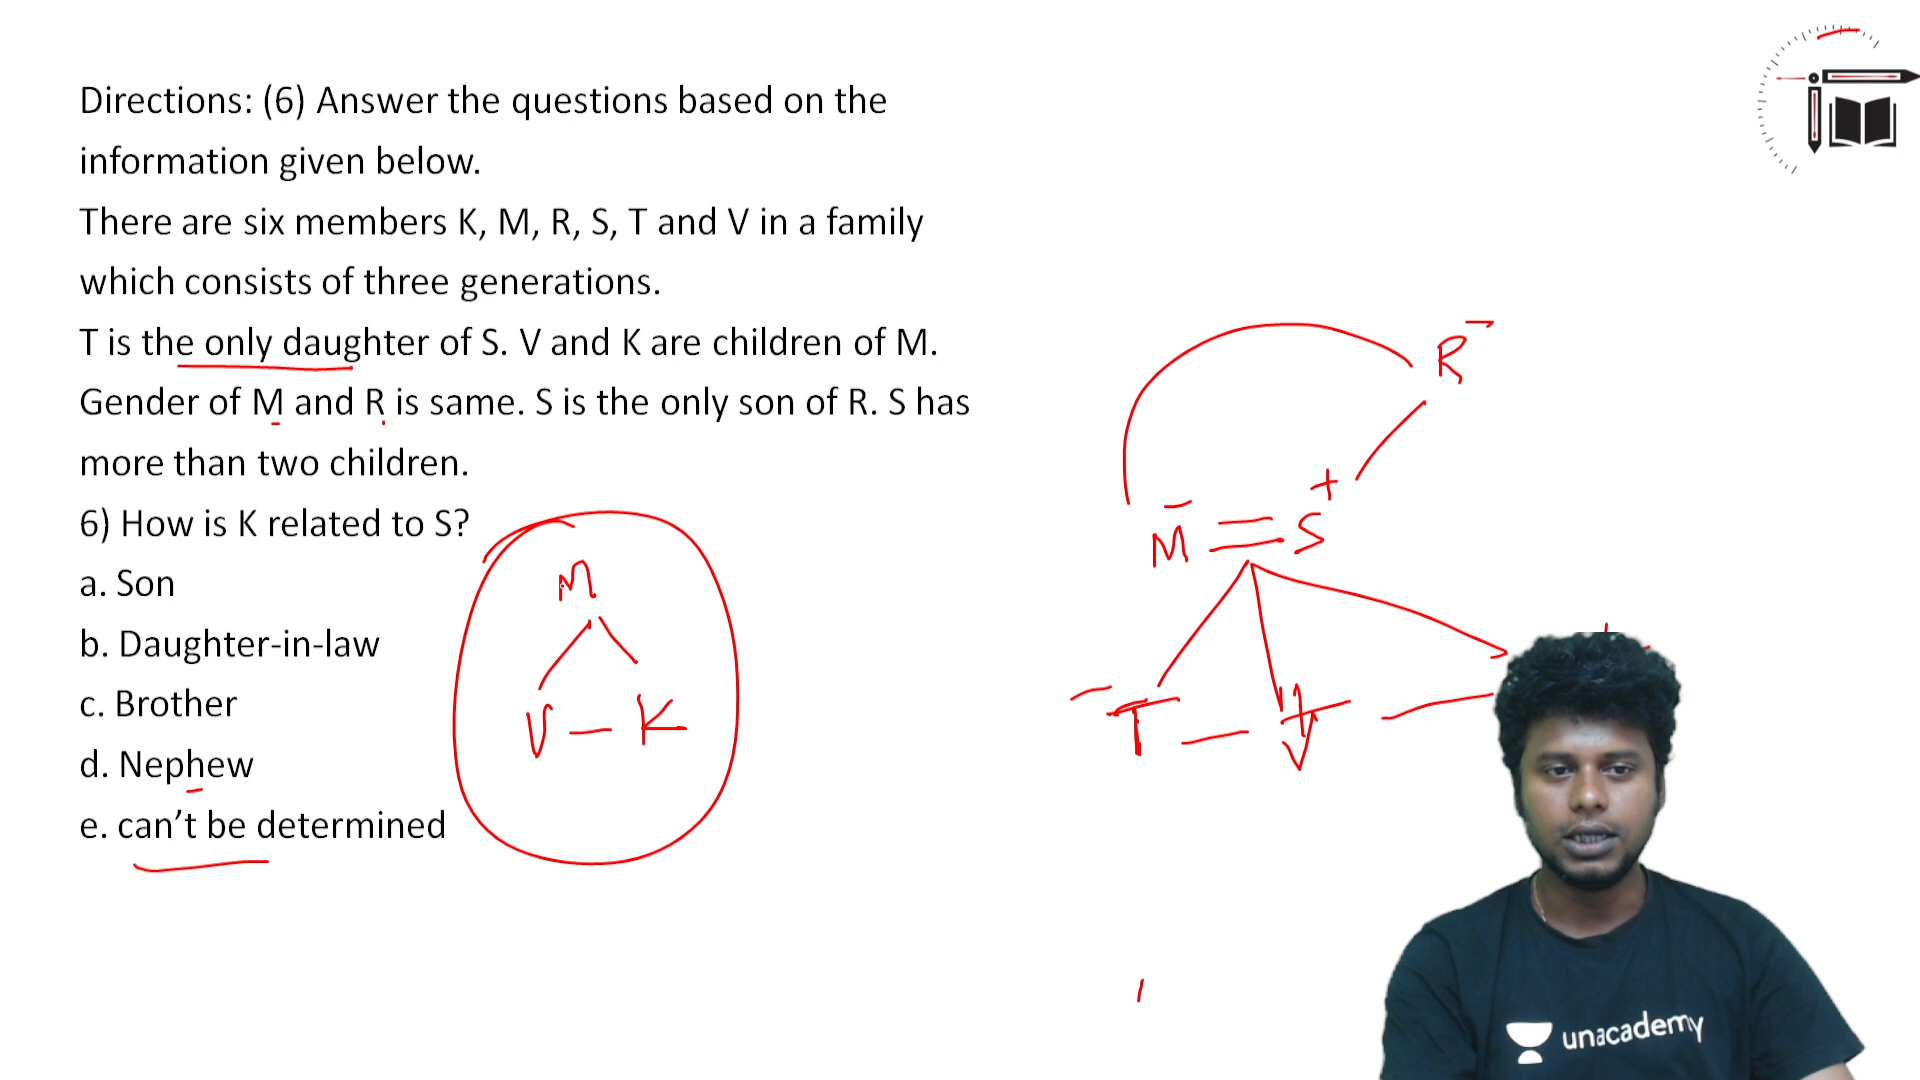 Directions: (6) Answer the questions based on the
information given below.
There are six members K, M, R, S, T and V in a family
which consists of three generations.
T is the only daughter of S. V and K are children of M.
Gender of M and R is same. S is the only son of R. S has
more than two children.
6) How is K related to S?
a. Son
b. Daughter-in-law
c. Brother
d. Nephew
e. can’t be determined
M
V – K
R –
– M = S +
– T – V –
unacademy